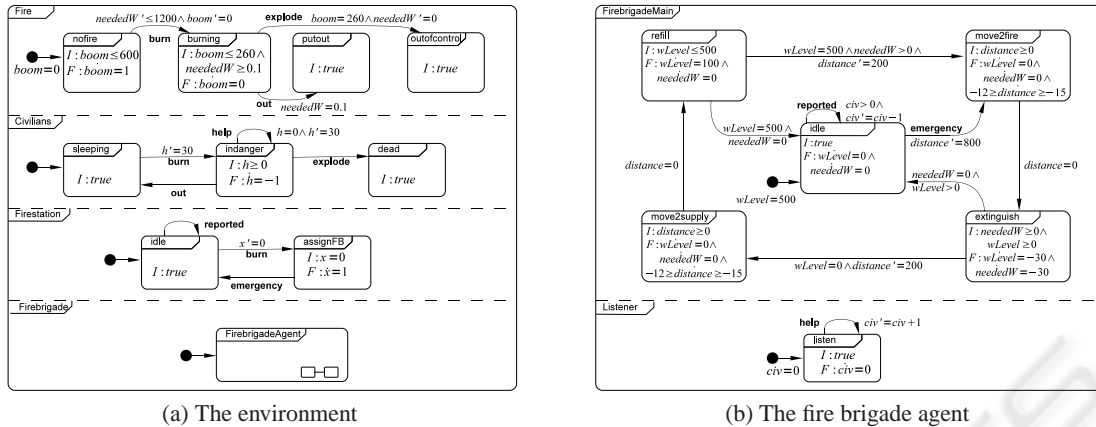 Fire
neededW '≤1200∧boom'=0
burn
explode
boom=260∧neededW'=0
nofire
I:boom≤600
F:ḃoom=1
boom=0
burning
I:boom≤260∧
neededW≥0.1
F:ḃoom=0
putout
I:true
outofcontrol
I:true
out
neededW=0.1
Civilians
help
h=0∧h'=30
sleeping
I:true
h'=30
burn
out
indanger
I:h≥0
F:ḣ=−1
explode
dead
I:true
Firestation
reported
idle
I:true
x'=0
burn
emergency
assignFB
I:x=0
F:ẋ=1
Firebrigade
FirebrigadeAgent
(a) The environment
FirebrigadeMain
refill
I:wLevel≤500
F:wLevel=100∧
neededW=0
wLevel=500∧neededW>0∧
distance'=200
move2fire
I:distance≥0
F:wLevel=0∧
neededW=0∧
−12≥distance≥−15
reported
civ>0∧
civ'=civ−1
wLevel=500∧
neededW=0
idle
I:true
F:wLevel=0∧
neededW=0
emergency
distance'=800
distance=0
distance=0
neededW=0∧
wLevel>0
wLevel=500
move2supply
I:distance≥0
F:wLevel=0∧
neededW=0∧
−12≥distance≥−15
extinguish
I:neededW≥0∧
wLevel≥0
F:wLevel=−30∧
neededW=−30
wLevel=0∧distance'=200
Listener
help
civ'=civ+1
listen
I:true
F:ċiv=0
civ=0
(b) The fire brigade agent